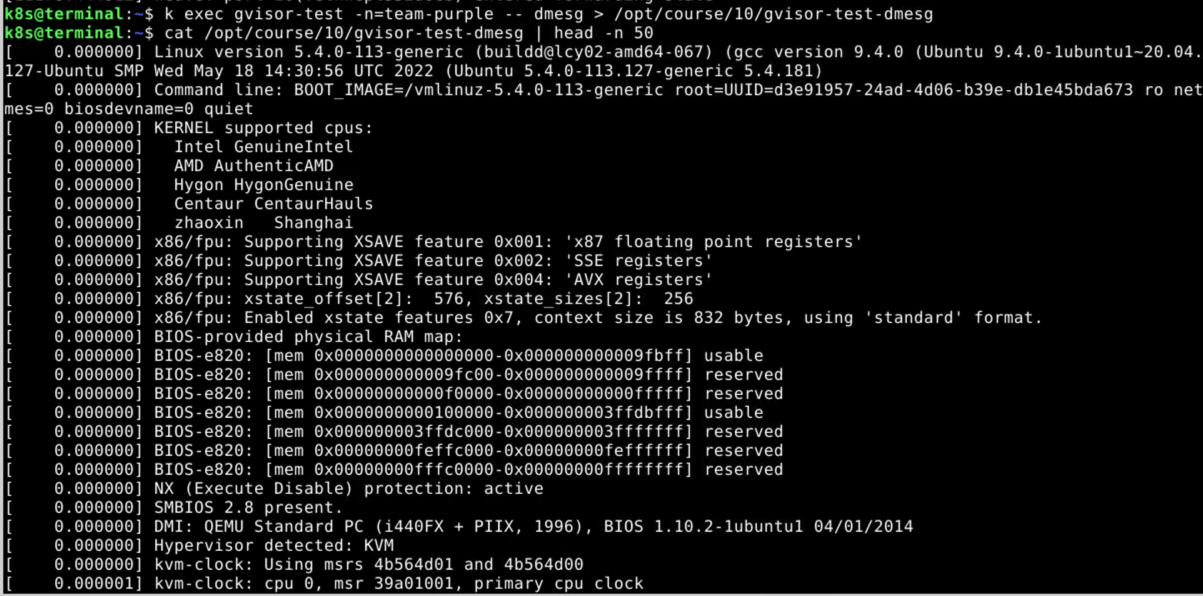 k8s@terminal:~$ k exec gvisor-test -n=team-purple -- dmesg > /opt/course/10/gvisor-test-dmesg
k8s@terminal:~$ cat /opt/course/10/gvisor-test-dmesg | head -n 50
[    0.000000] Linux version 5.4.0-113-generic (buildd@lcy02-amd64-067) (gcc version 9.4.0 (Ubuntu 9.4.0-1ubuntu1~20.04.
127-Ubuntu SMP Wed May 18 14:30:56 UTC 2022 (Ubuntu 5.4.0-113.127-generic 5.4.181)
[    0.000000] Command line: BOOT_IMAGE=/vmlinuz-5.4.0-113-generic root=UUID=d3e91957-24ad-4d06-b39e-db1e45bda673 ro net
mes=0 biosdevname=0 quiet
[    0.000000] KERNEL supported cpus:
[    0.000000]   Intel GenuineIntel
[    0.000000]   AMD AuthenticAMD
[    0.000000]   Hygon HygonGenuine
[    0.000000]   Centaur CentaurHauls
[    0.000000]   zhaoxin   Shanghai
[    0.000000] x86/fpu: Supporting XSAVE feature 0x001: 'x87 floating point registers'
[    0.000000] x86/fpu: Supporting XSAVE feature 0x002: 'SSE registers'
[    0.000000] x86/fpu: Supporting XSAVE feature 0x004: 'AVX registers'
[    0.000000] x86/fpu: xstate_offset[2]:  576, xstate_sizes[2]:  256
[    0.000000] x86/fpu: Enabled xstate features 0x7, context size is 832 bytes, using 'standard' format.
[    0.000000] BIOS-provided physical RAM map:
[    0.000000] BIOS-e820: [mem 0x0000000000000000-0x000000000009fbff] usable
[    0.000000] BIOS-e820: [mem 0x000000000009fc00-0x000000000009ffff] reserved
[    0.000000] BIOS-e820: [mem 0x00000000000f0000-0x00000000000fffff] reserved
[    0.000000] BIOS-e820: [mem 0x0000000000100000-0x000000003ffdbfff] usable
[    0.000000] BIOS-e820: [mem 0x000000003ffdc000-0x000000003fffffff] reserved
[    0.000000] BIOS-e820: [mem 0x00000000feffc000-0x00000000feffffff] reserved
[    0.000000] BIOS-e820: [mem 0x00000000fffc0000-0x00000000ffffffff] reserved
[    0.000000] NX (Execute Disable) protection: active
[    0.000000] SMBIOS 2.8 present.
[    0.000000] DMI: QEMU Standard PC (i440FX + PIIX, 1996), BIOS 1.10.2-1ubuntu1 04/01/2014
[    0.000000] Hypervisor detected: KVM
[    0.000000] kvm-clock: Using msrs 4b564d01 and 4b564d00
[    0.000001] kvm-clock: cpu 0, msr 39a01001, primary cpu clock